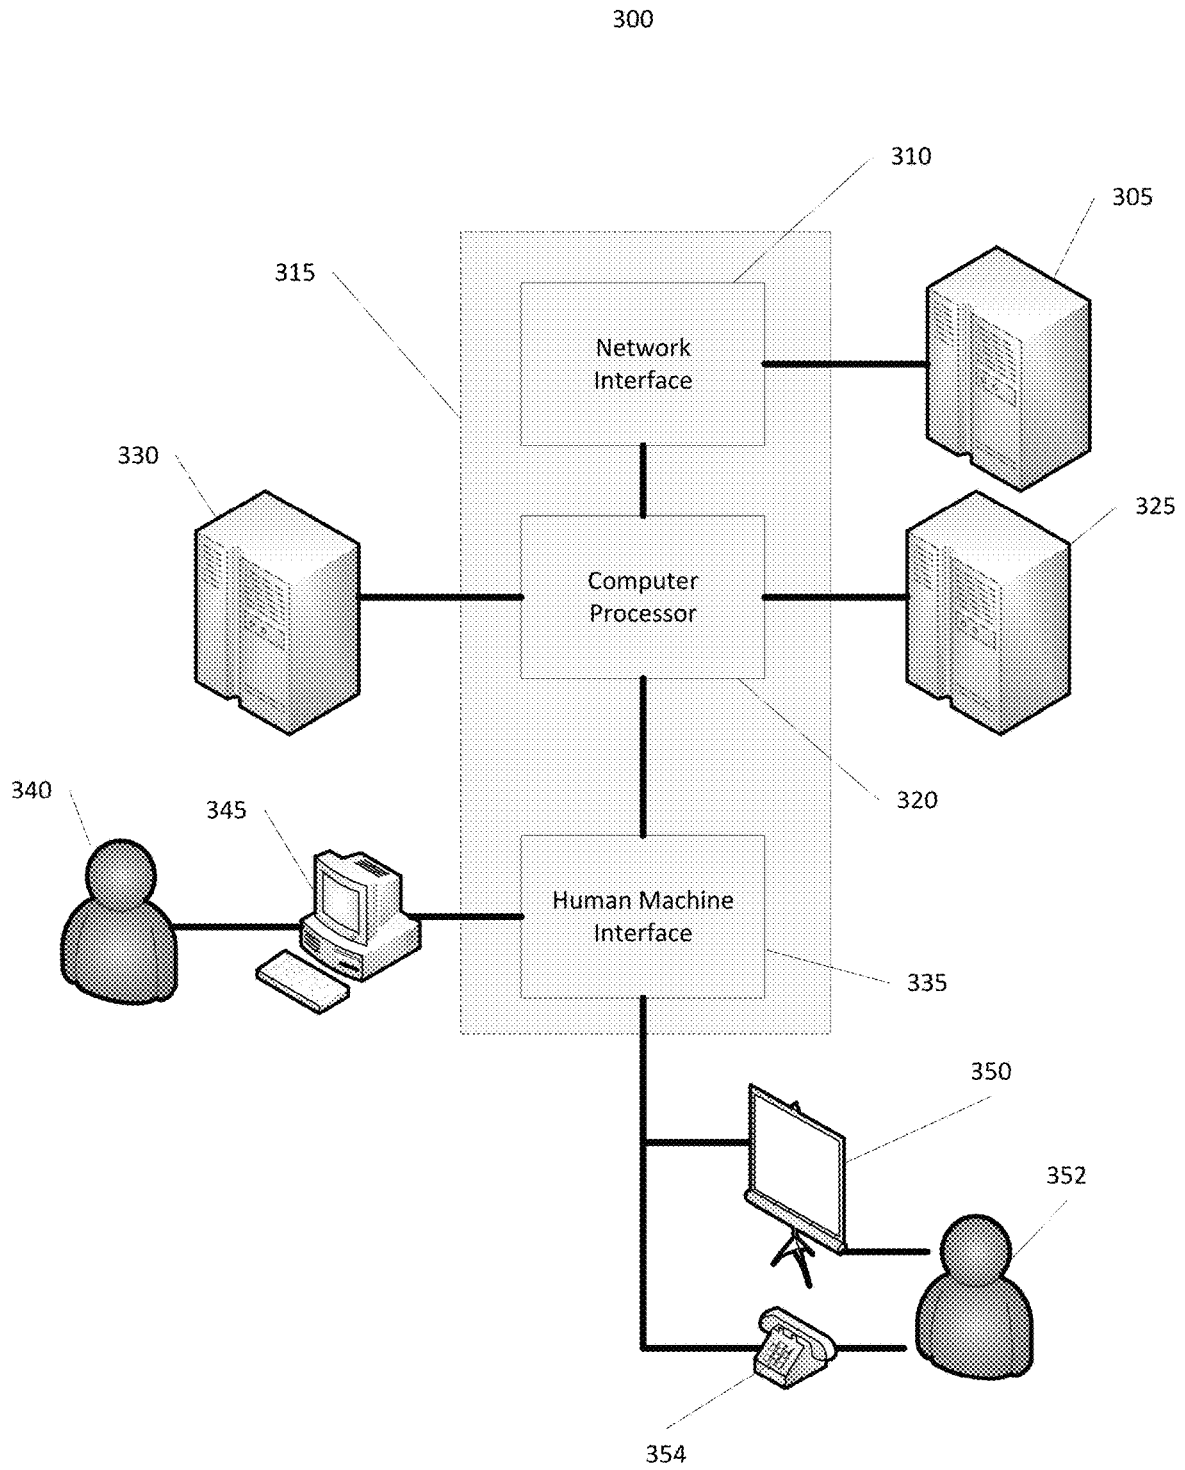 300
310
305
315
Network
Interface
330
325
Computer
Processor
340
345
320
Human Machine
Interface
335
350
352
354